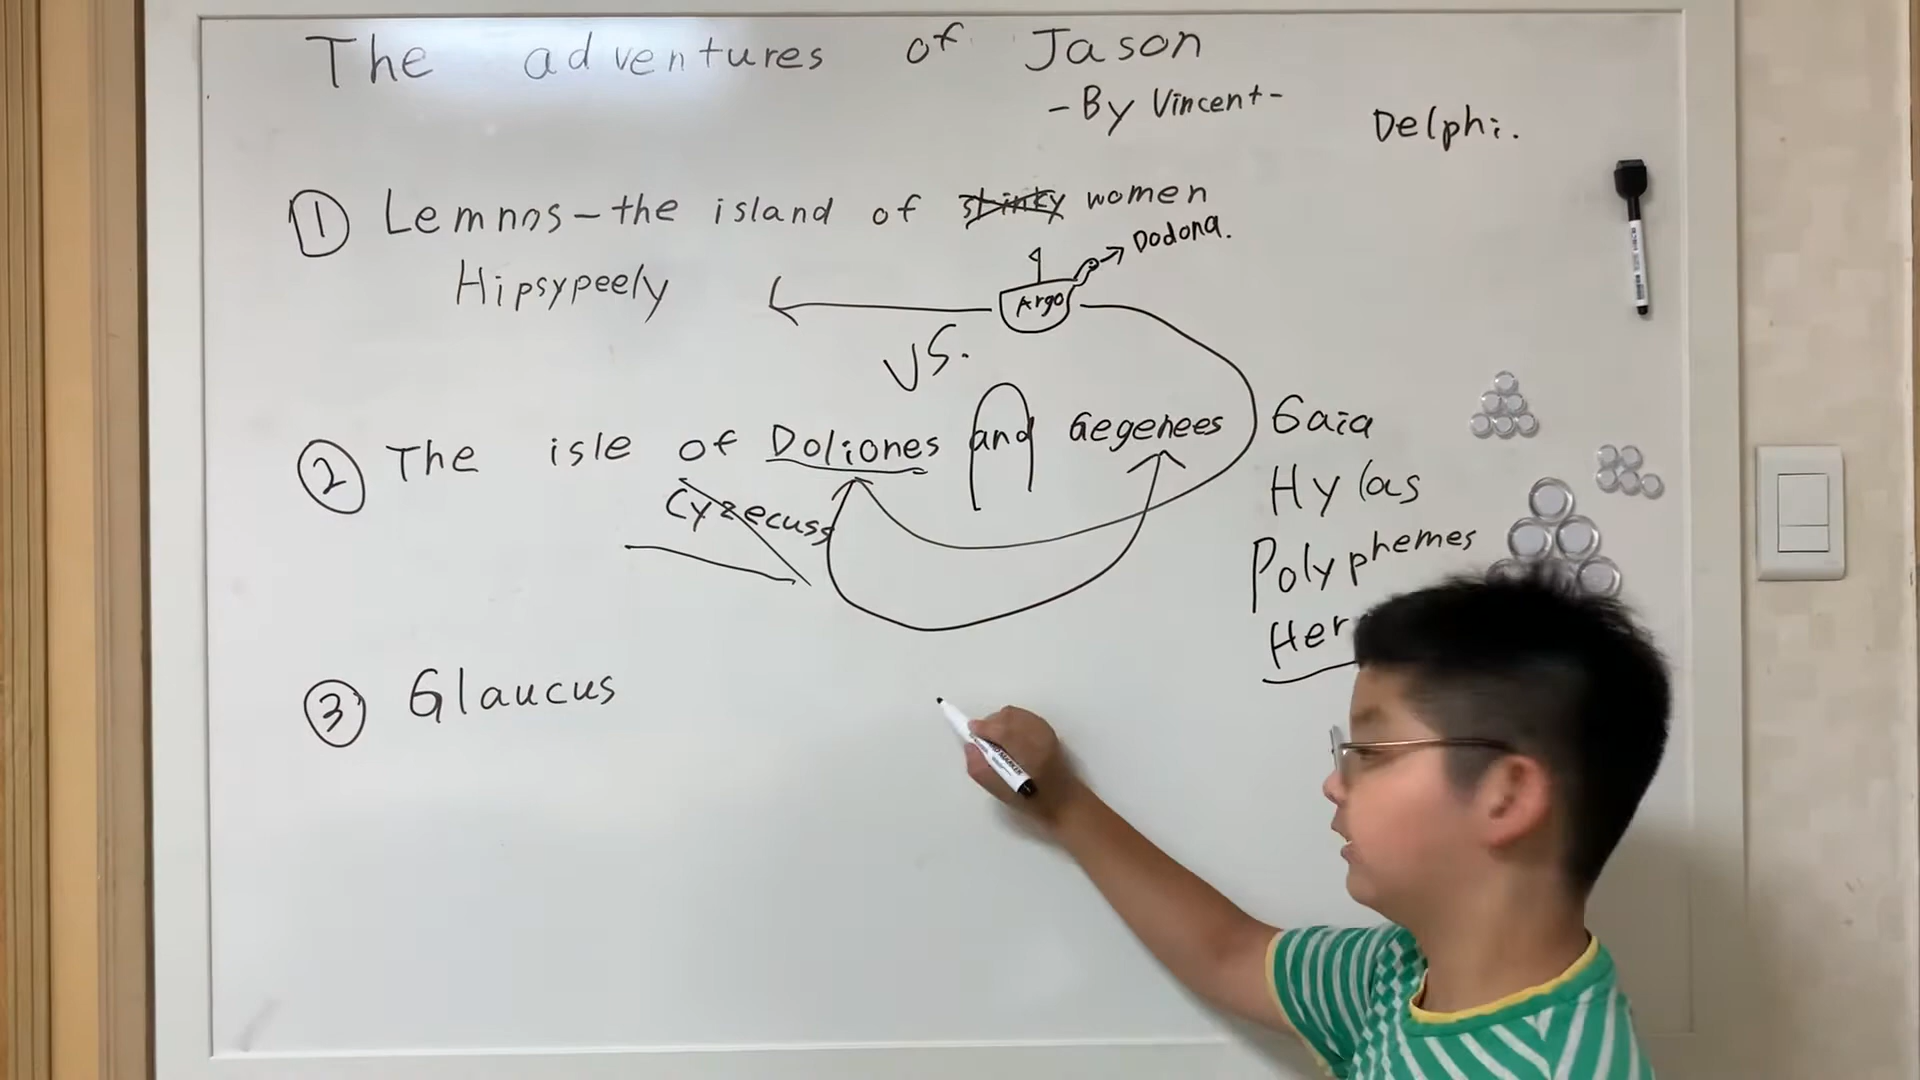 The adventures of Jason
- By Vincent -
Delphi.
① Lemnos - the island of stinky women
Dodona.
Hipsypeely
Argo
VS.
② The isle of Doliones and Gegenees
Gaia
Cyzecuss
Hylas
Polyphemes
Her
③ Glaucus